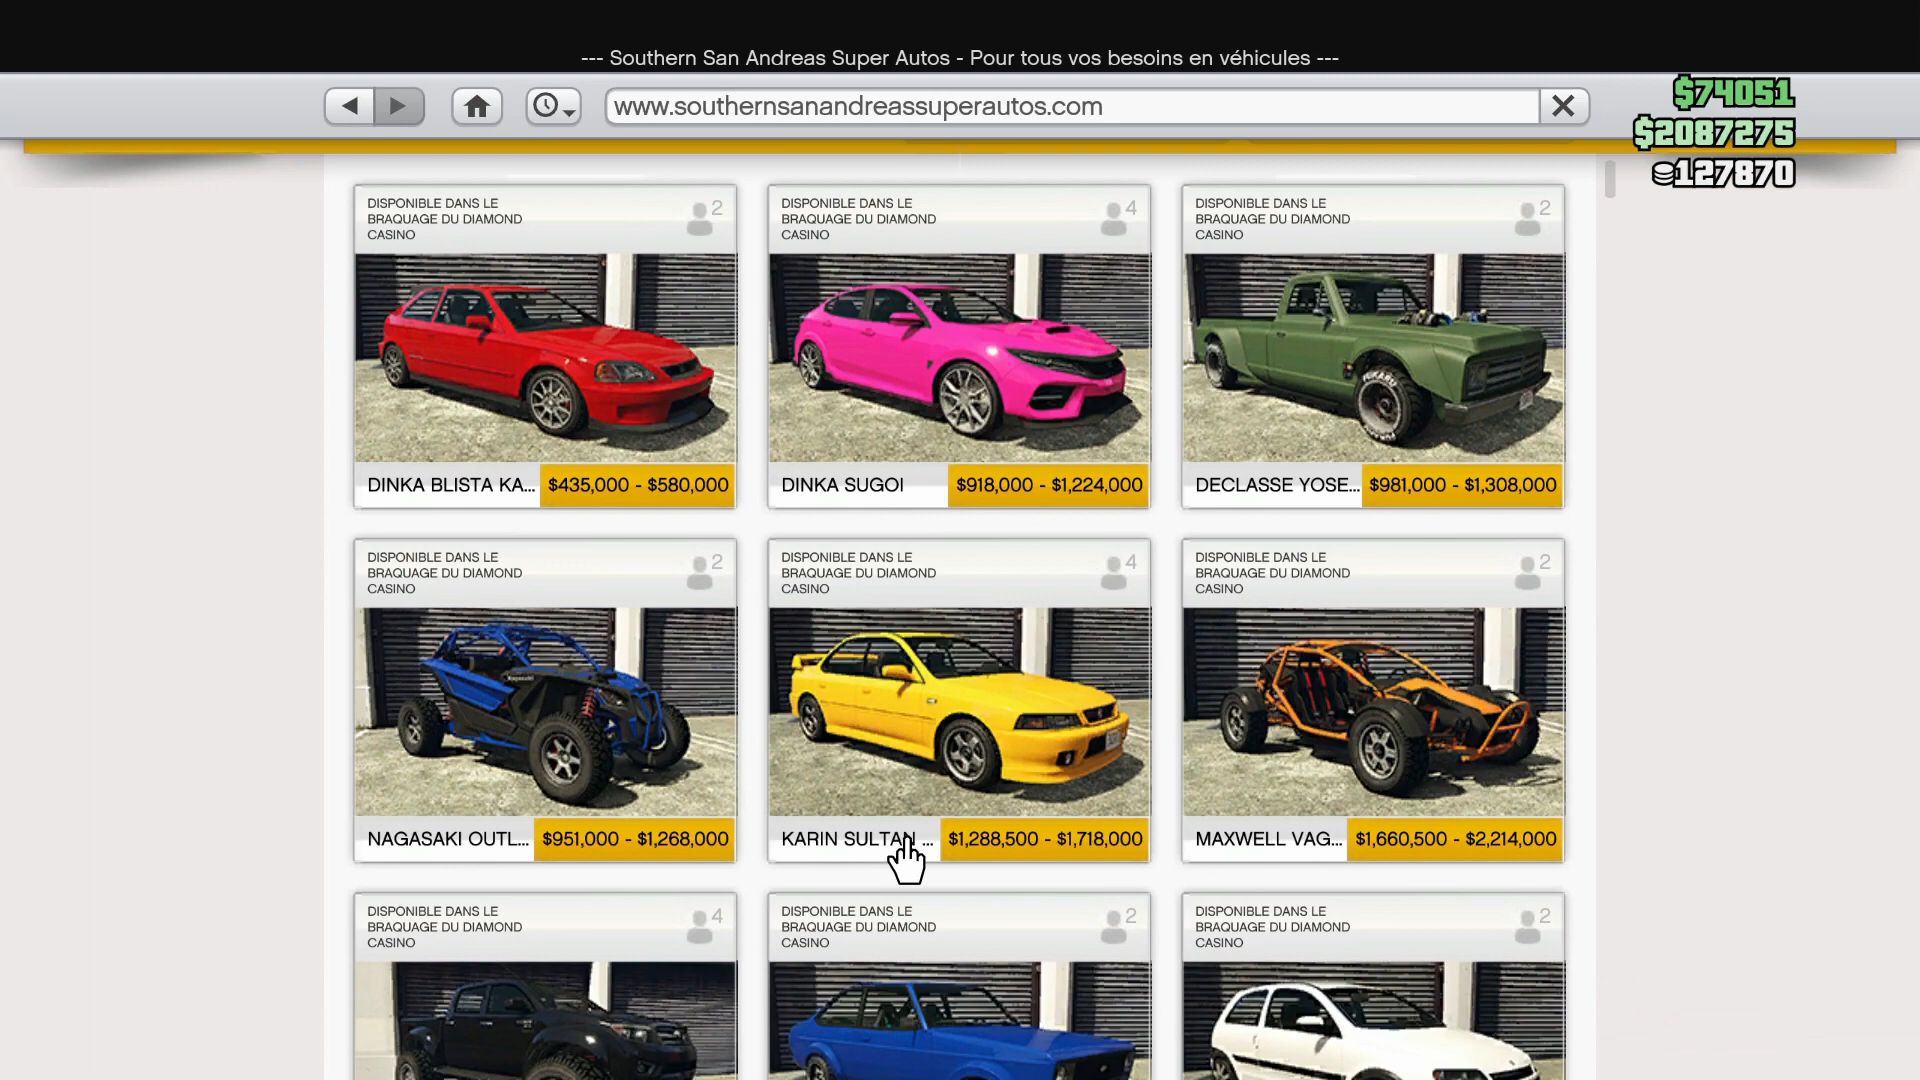 --- Southern San Andreas Super Autos - Pour tous vos besoins en véhicules ---
www.southernsanandreassuperautos.com
$74051
$2087275
127870
DISPONIBLE DANS LE
BRAQUAGE DU DIAMOND
CASINO
2
DINKA BLISTA KA...
$435,000 - $580,000
DISPONIBLE DANS LE
BRAQUAGE DU DIAMOND
CASINO
4
DINKA SUGOI
$918,000 - $1,224,000
DISPONIBLE DANS LE
BRAQUAGE DU DIAMOND
CASINO
2
DECLASSE YOSE...
$981,000 - $1,308,000
DISPONIBLE DANS LE
BRAQUAGE DU DIAMOND
CASINO
2
NAGASAKI OUTL...
$951,000 - $1,268,000
DISPONIBLE DANS LE
BRAQUAGE DU DIAMOND
CASINO
4
KARIN SULTAN ...
$1,288,500 - $1,718,000
DISPONIBLE DANS LE
BRAQUAGE DU DIAMOND
CASINO
2
MAXWELL VAG...
$1,660,500 - $2,214,000
DISPONIBLE DANS LE
BRAQUAGE DU DIAMOND
CASINO
4
DISPONIBLE DANS LE
BRAQUAGE DU DIAMOND
CASINO
2
DISPONIBLE DANS LE
BRAQUAGE DU DIAMOND
CASINO
2